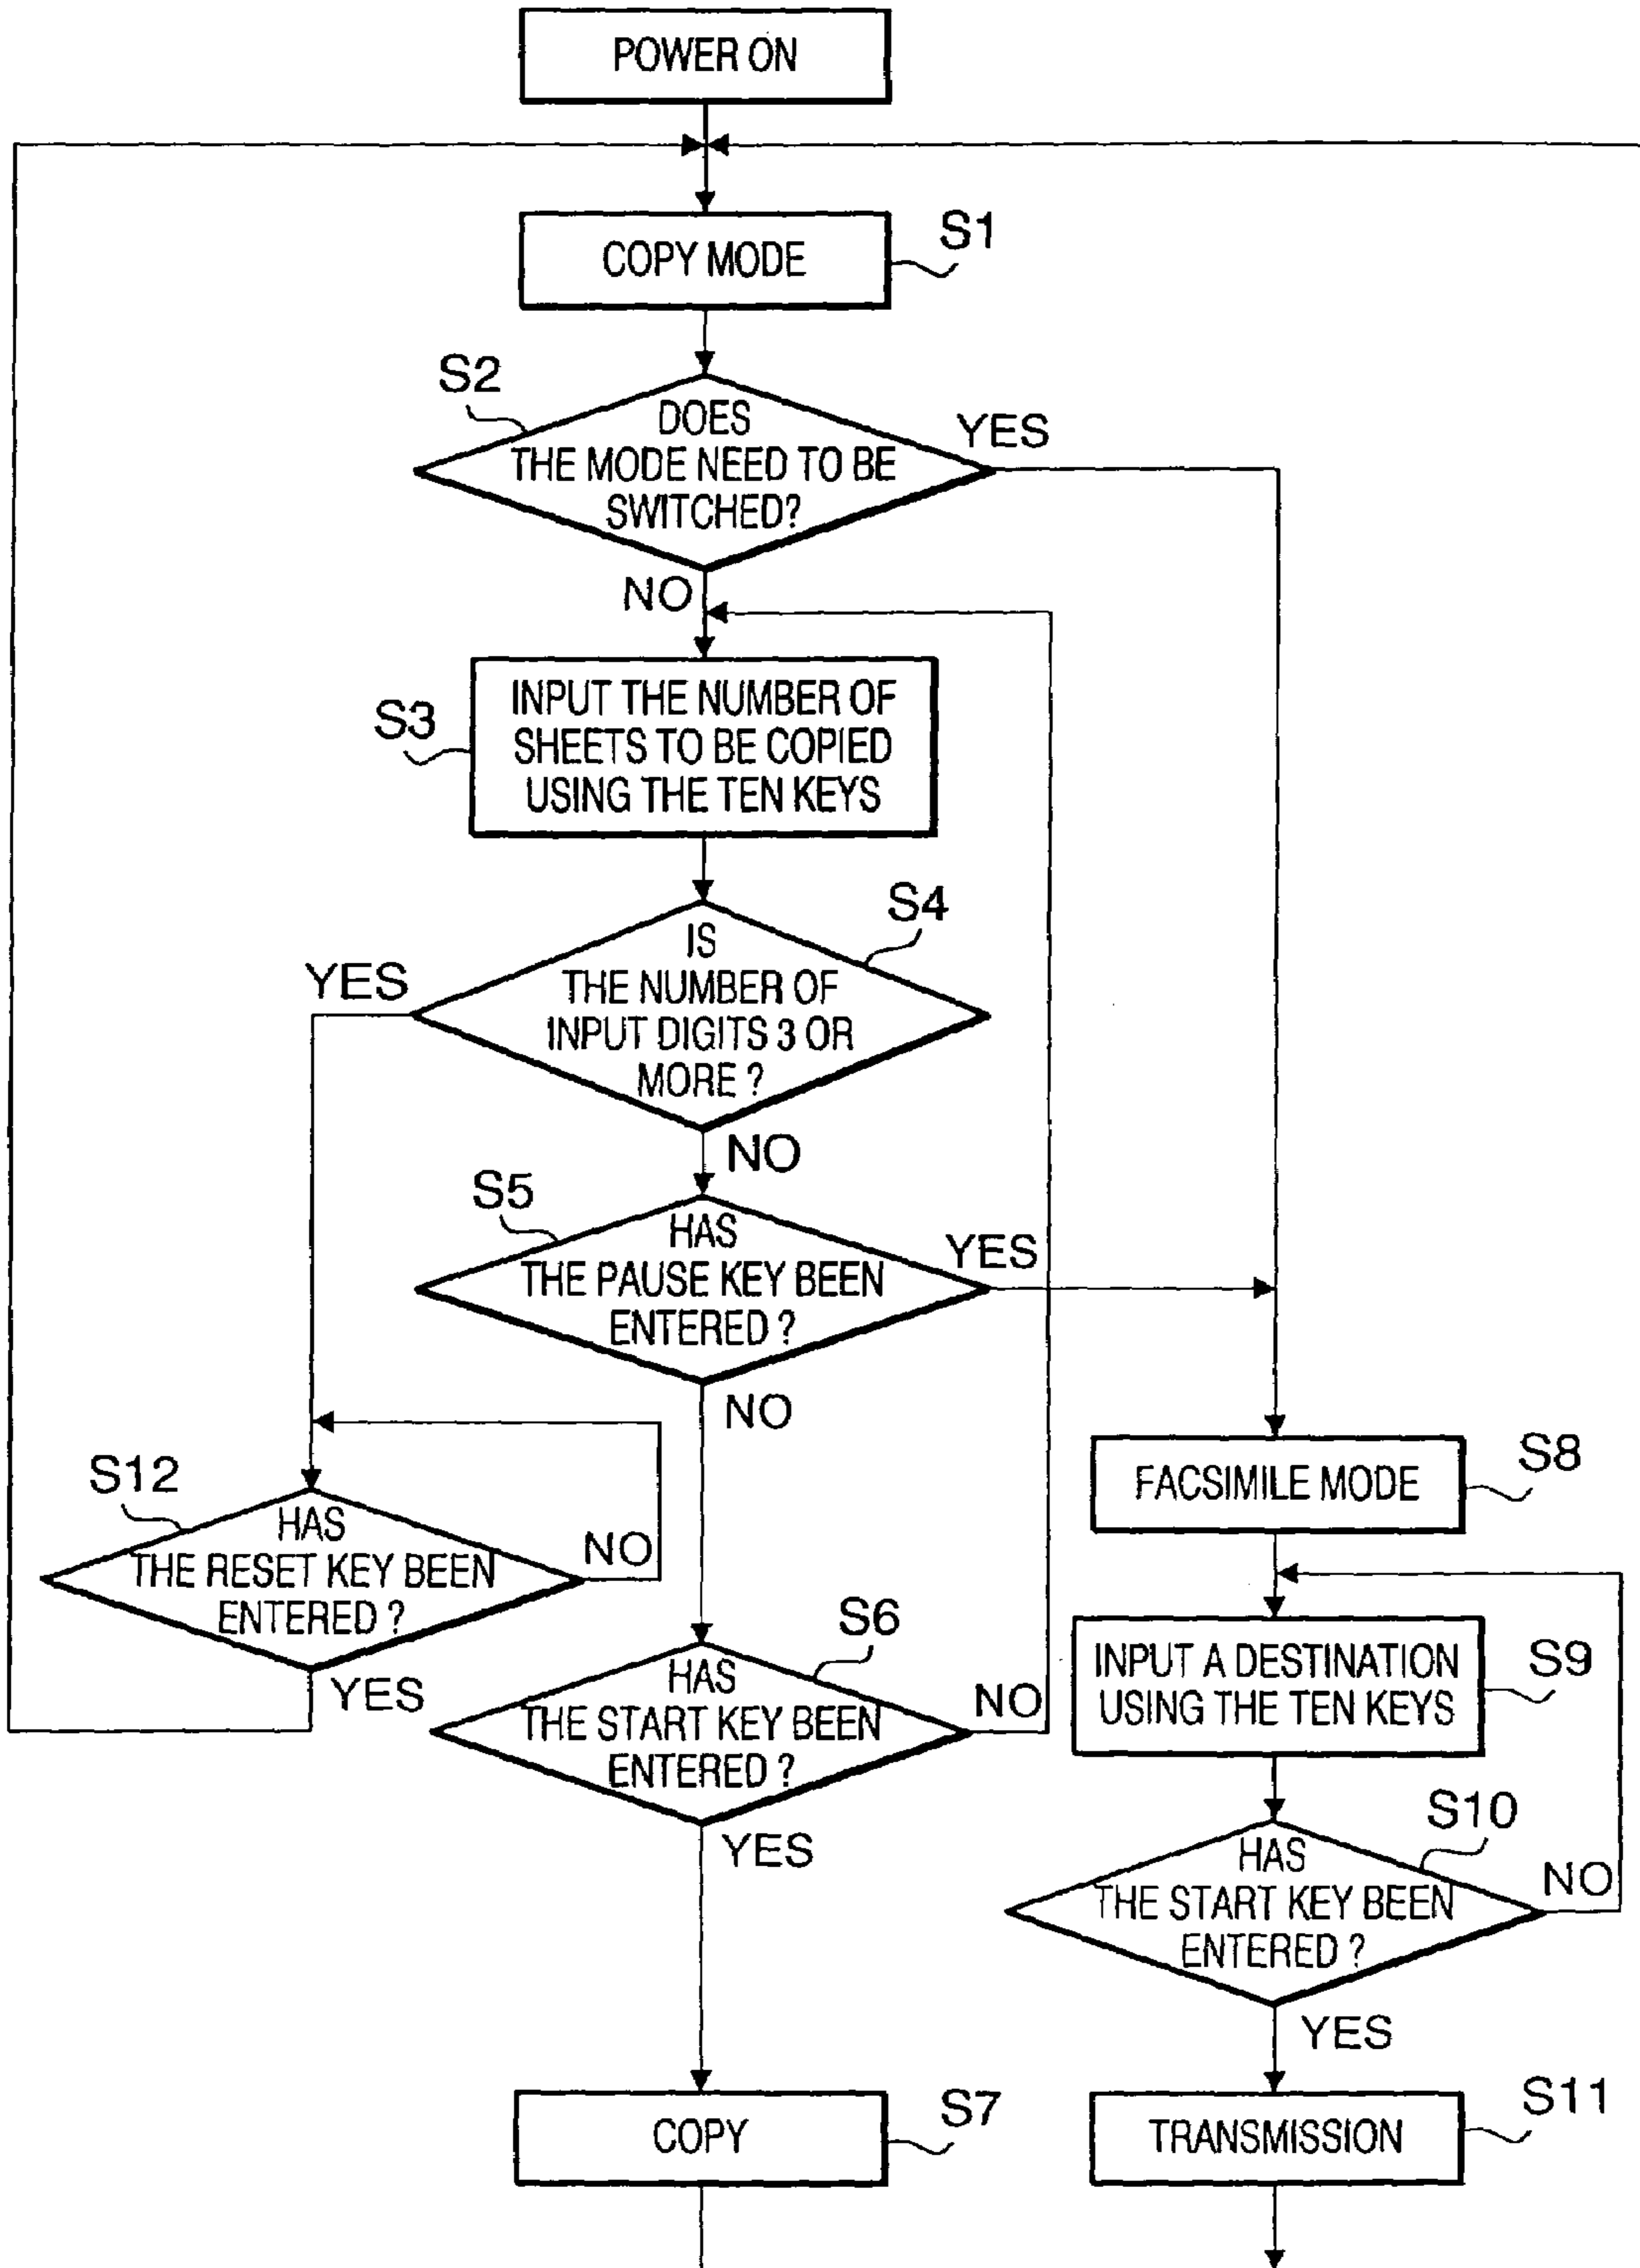 POWER ON
COPY MODE
S1
S2
DOES
THE MODE NEED TO BE
SWITCHED?
YES
NO
S3
INPUT THE NUMBER OF
SHEETS TO BE COPIED
USING THE TEN KEYS
S4
IS
THE NUMBER OF
INPUT DIGITS 3 OR
MORE ?
YES
NO
S5
HAS
THE PAUSE KEY BEEN
ENTERED ?
YES
NO
S12
HAS
THE RESET KEY BEEN
ENTERED ?
NO
YES
S6
HAS
THE START KEY BEEN
ENTERED ?
NO
YES
COPY
S7
FACSIMILE MODE
S8
INPUT A DESTINATION
USING THE TEN KEYS
S9
S10
HAS
THE START KEY BEEN
ENTERED ?
NO
YES
TRANSMISSION
S11